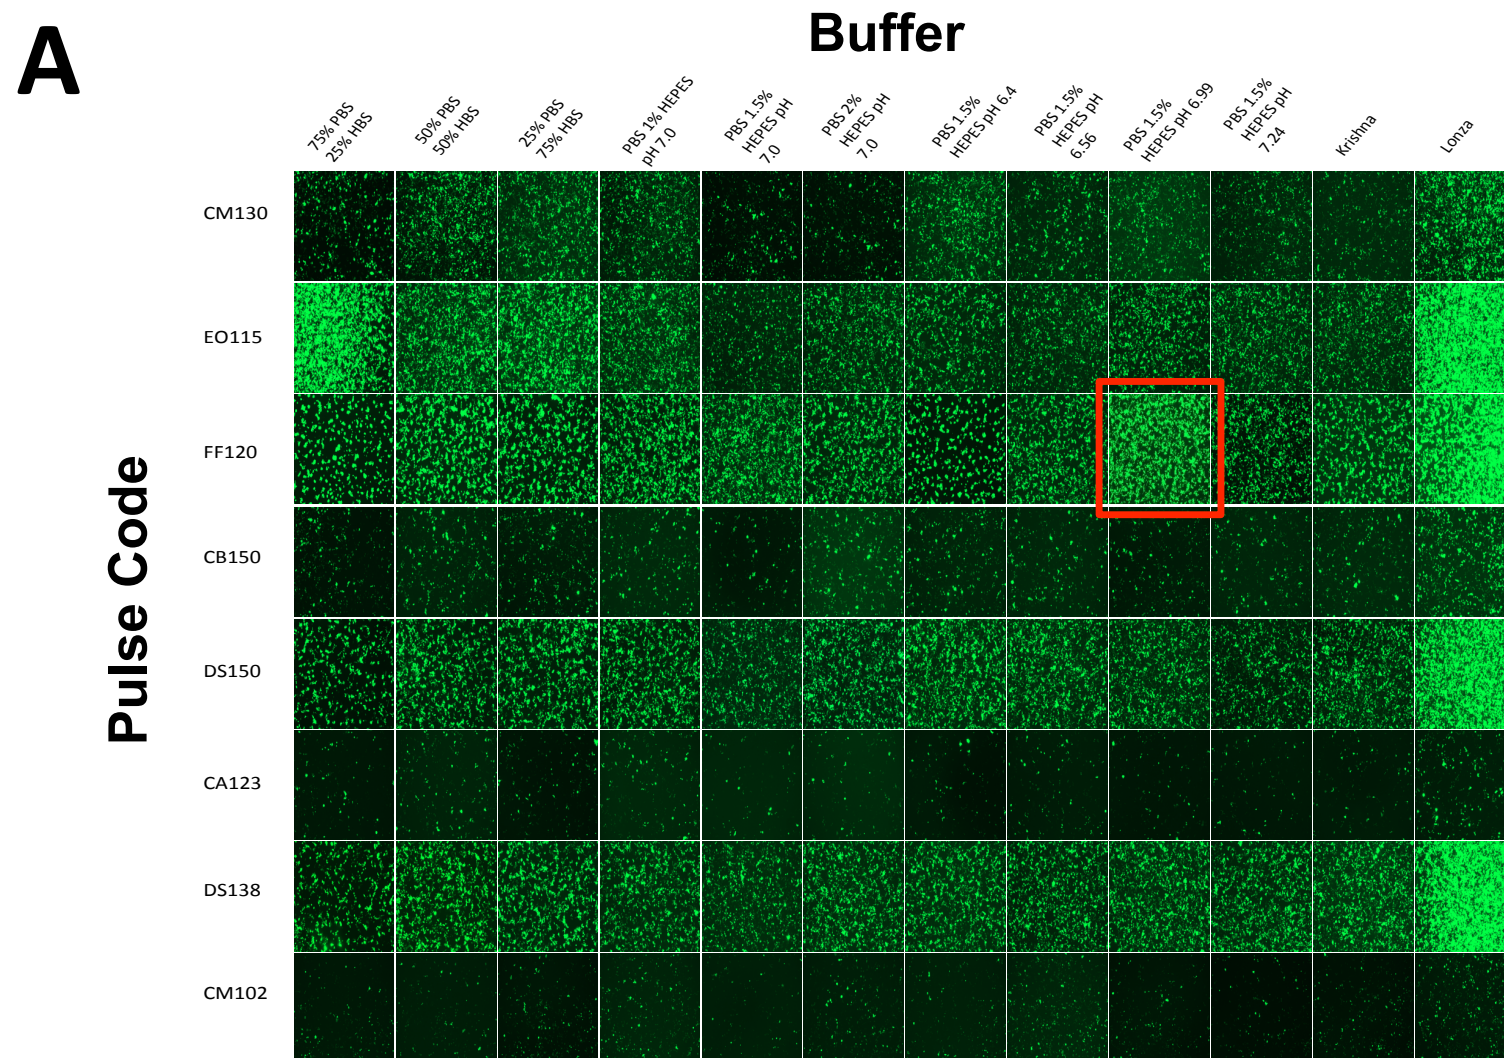 A
Buffer
75% PBS
25% HBS
50% PBS
50% HBS
25% PBS
75% HBS
PBS 1% HEPES
pH 7.0
PBS 1.5%
HEPES pH
7.0
PBS 2%
HEPES pH
7.0
PBS 1.5%
HEPES pH 6.4
PBS 1.5%
HEPES pH
6.56
PBS 1.5%
HEPES pH 6.99
PBS 1.5%
HEPES pH
7.24
Krishna
Lonza
Pulse Code
CM130
EO115
FF120
CB150
DS150
CA123
DS138
CM102